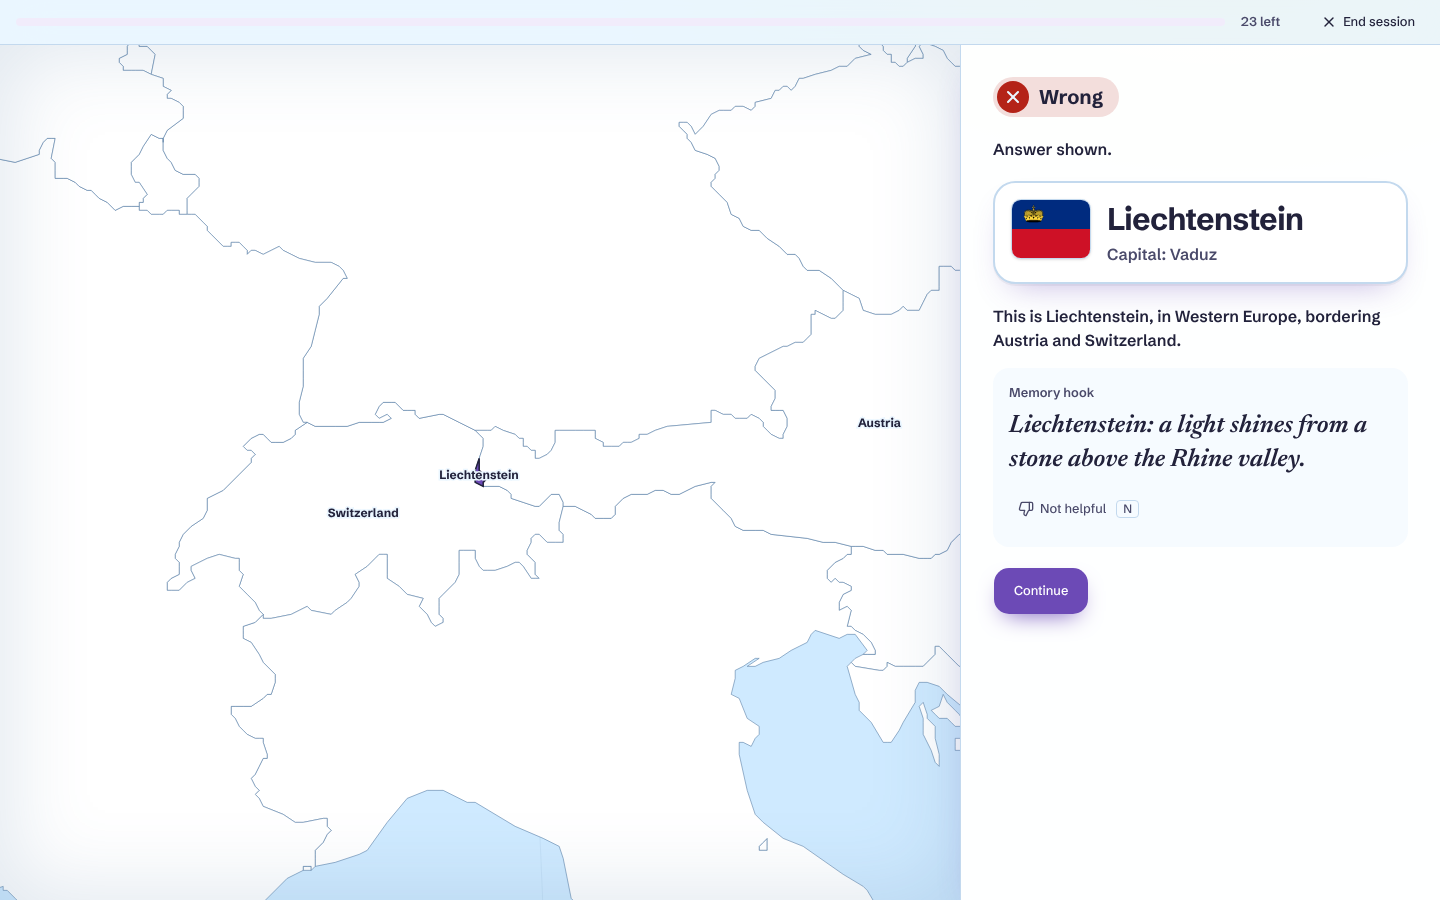 23 left
End session
Austria
Liechtenstein
Switzerland
Wrong
Answer shown.
Liechtenstein
Capital: Vaduz
This is Liechtenstein, in Western Europe, bordering
Austria and Switzerland.
Memory hook
Liechtenstein: a light shines from a
stone above the Rhine valley.
Not helpful N
Continue